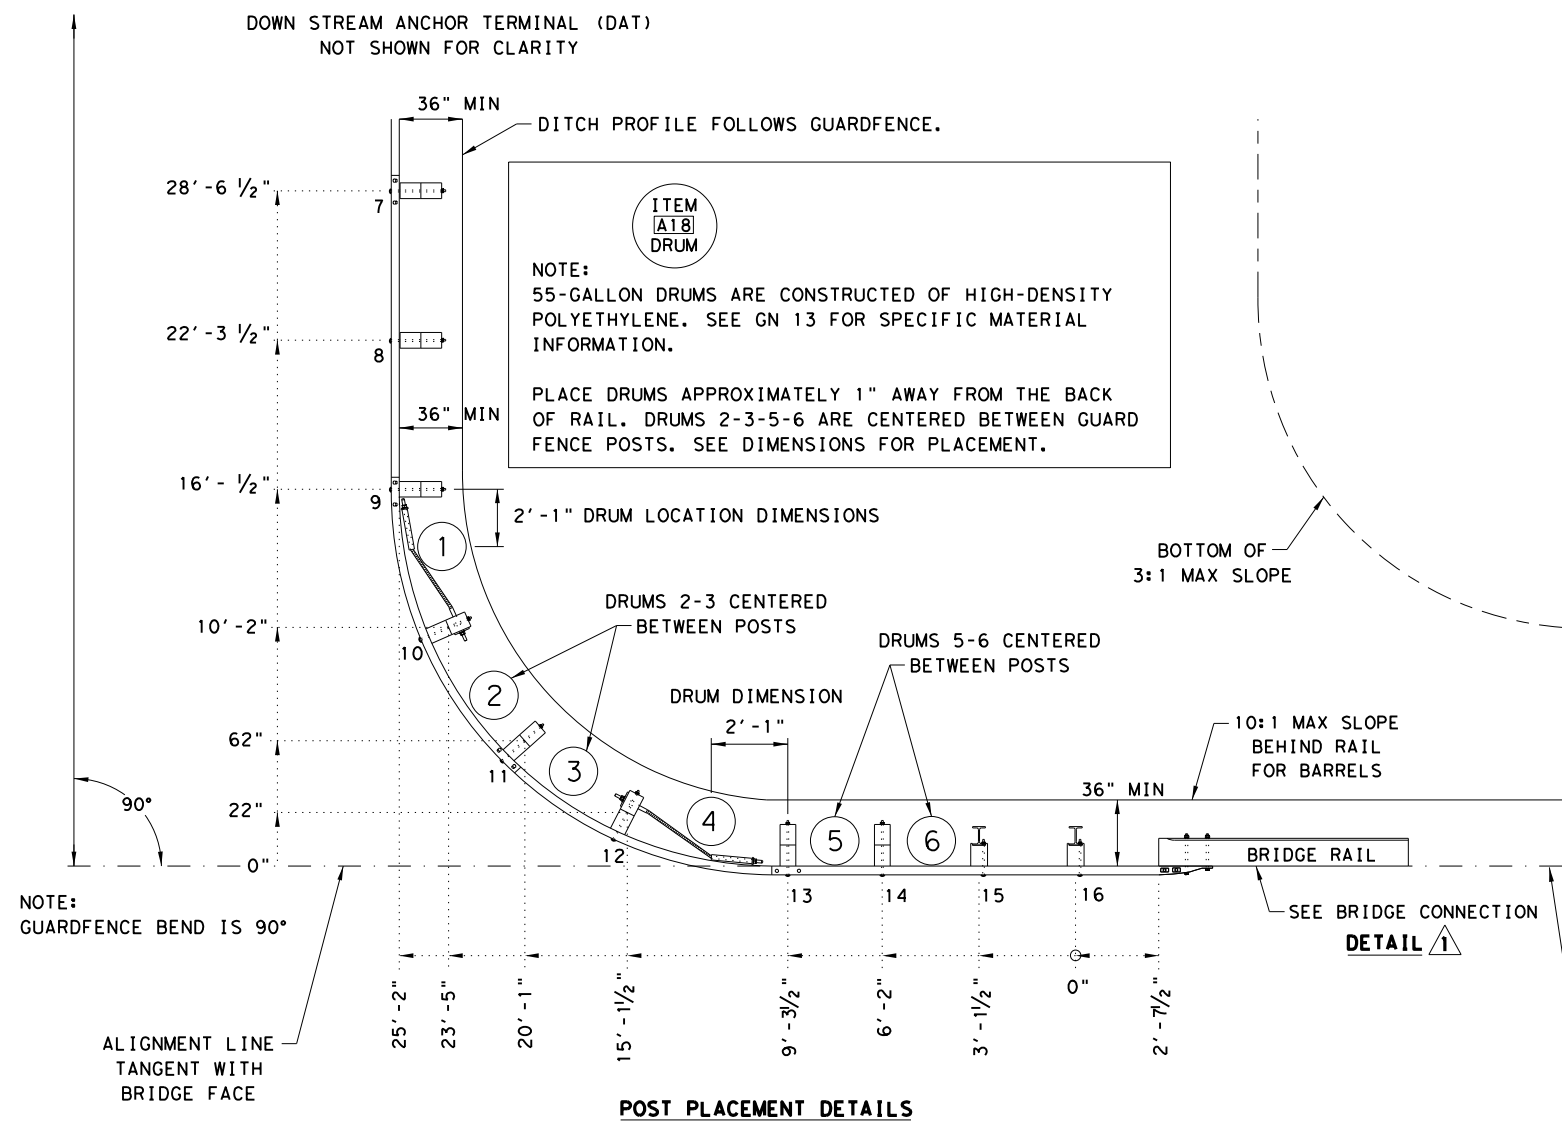 DOWN STREAM ANCHOR TERMINAL (DAT)
NOT SHOWN FOR CLARITY
36" MIN
DITCH PROFILE FOLLOWS GUARDFENCE.
28'-6 1/2"
7
ITEM
A18
DRUM
NOTE:
55-GALLON DRUMS ARE CONSTRUCTED OF HIGH-DENSITY
POLYETHYLENE. SEE GN 13 FOR SPECIFIC MATERIAL
INFORMATION.
PLACE DRUMS APPROXIMATELY 1" AWAY FROM THE BACK
OF RAIL. DRUMS 2-3-5-6 ARE CENTERED BETWEEN GUARD
FENCE POSTS. SEE DIMENSIONS FOR PLACEMENT.
22'-3 1/2"
8
36" MIN
16'- 1/2"
9
2'-1" DRUM LOCATION DIMENSIONS
1
BOTTOM OF
3:1 MAX SLOPE
DRUMS 2-3 CENTERED
BETWEEN POSTS
10'-2"
10
DRUMS 5-6 CENTERED
BETWEEN POSTS
2
DRUM DIMENSION
2'-1"
10:1 MAX SLOPE
BEHIND RAIL
FOR BARRELS
62"
11
3
36" MIN
90°
22"
4
5
6
12
0"
BRIDGE RAIL
13
14
15
16
NOTE:
GUARDFENCE BEND IS 90°
SEE BRIDGE CONNECTION
DETAIL 1
25'-2"
23'-5"
20'-1"
15'-1 1/2"
9'-3 1/2"
6'-2"
3'-1 1/2"
0"
2'-7 1/2"
ALIGNMENT LINE
TANGENT WITH
BRIDGE FACE
POST PLACEMENT DETAILS